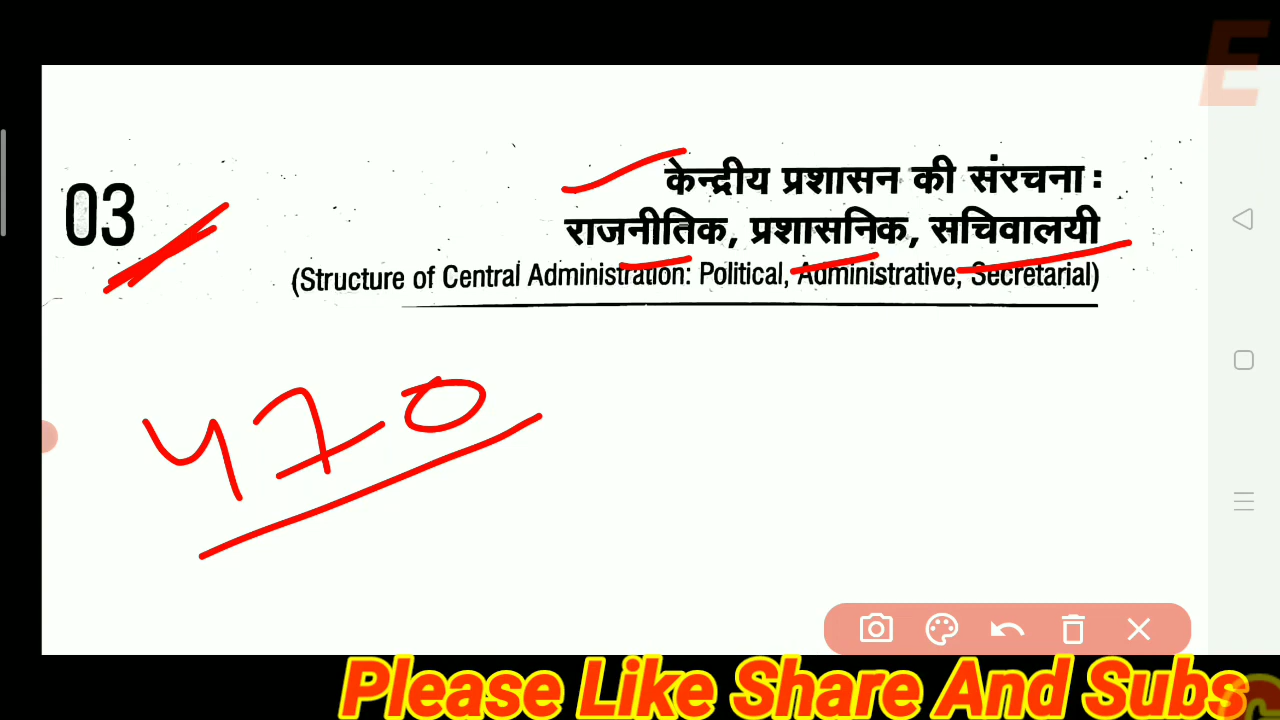 E
03
केन्द्रीय प्रशासन की संरचना:
राजनीतिक, प्रशासनिक, सचिवालयी
(Structure of Central Administration: Political, Administrative, Secretarial)
470
Please Like Share And Subs